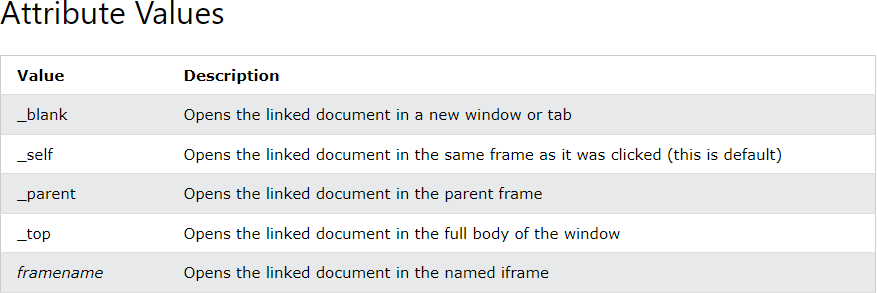 Attribute Values
Value Description
_blank Opens the linked document in a new window or tab
_self Opens the linked document in the same frame as it was clicked (this is default)
_parent Opens the linked document in the parent frame
_top Opens the linked document in the full body of the window
framename Opens the linked document in the named iframe